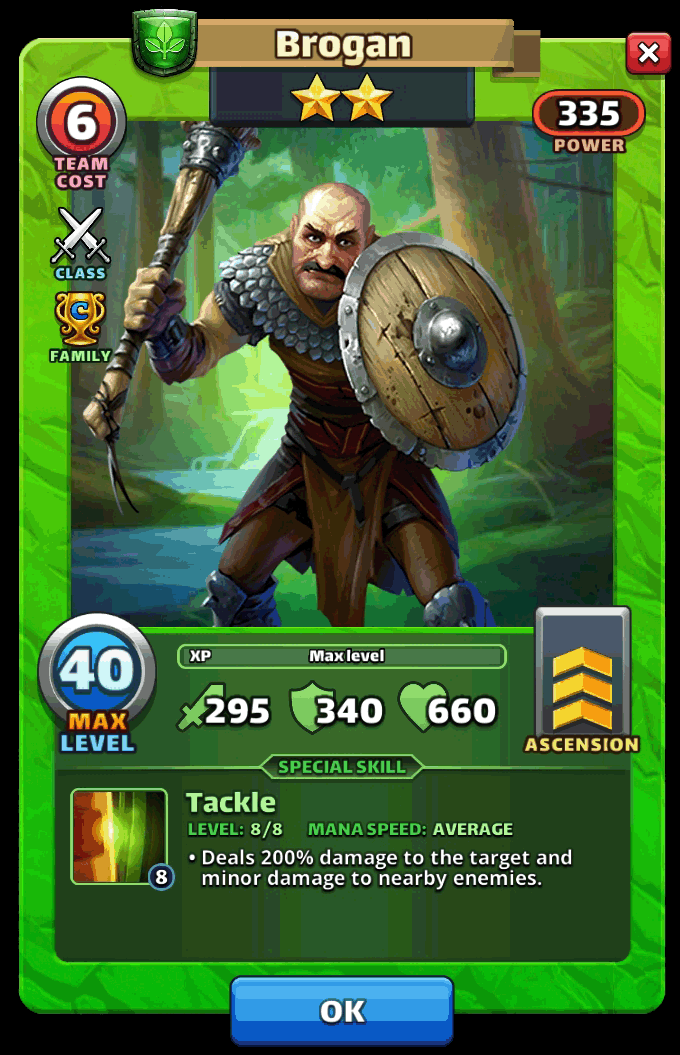 Brogan
6
TEAM
COST
335
POWER
CLASS
C
FAMILY
40
MAX
LEVEL
XP Max level
295 340 660
ASCENSION
SPECIAL SKILL
Tackle
LEVEL: 8/8 MANA SPEED: AVERAGE
8
• Deals 200% damage to the target and
minor damage to nearby enemies.
OK